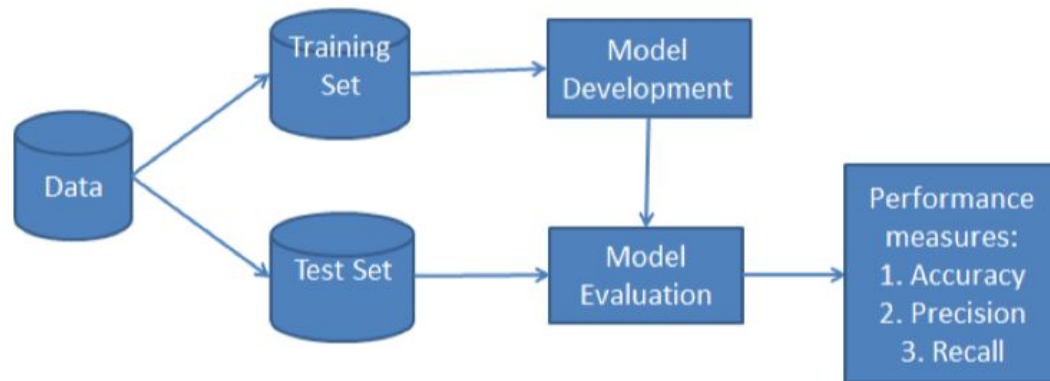 Training
Set
Model
Development
Data
Test Set
Model
Evaluation
Performance
measures:
1. Accuracy
2. Precision
3. Recall